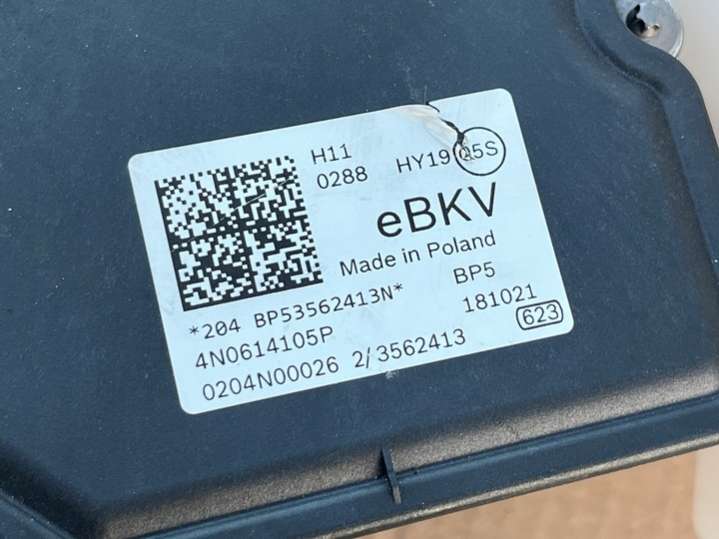 H11
0288 HY19 Q5S
eBKV
Made in Poland
*204 BP53562413N* BP5
4N0614105P 181021
0204N00026 2/3562413 623